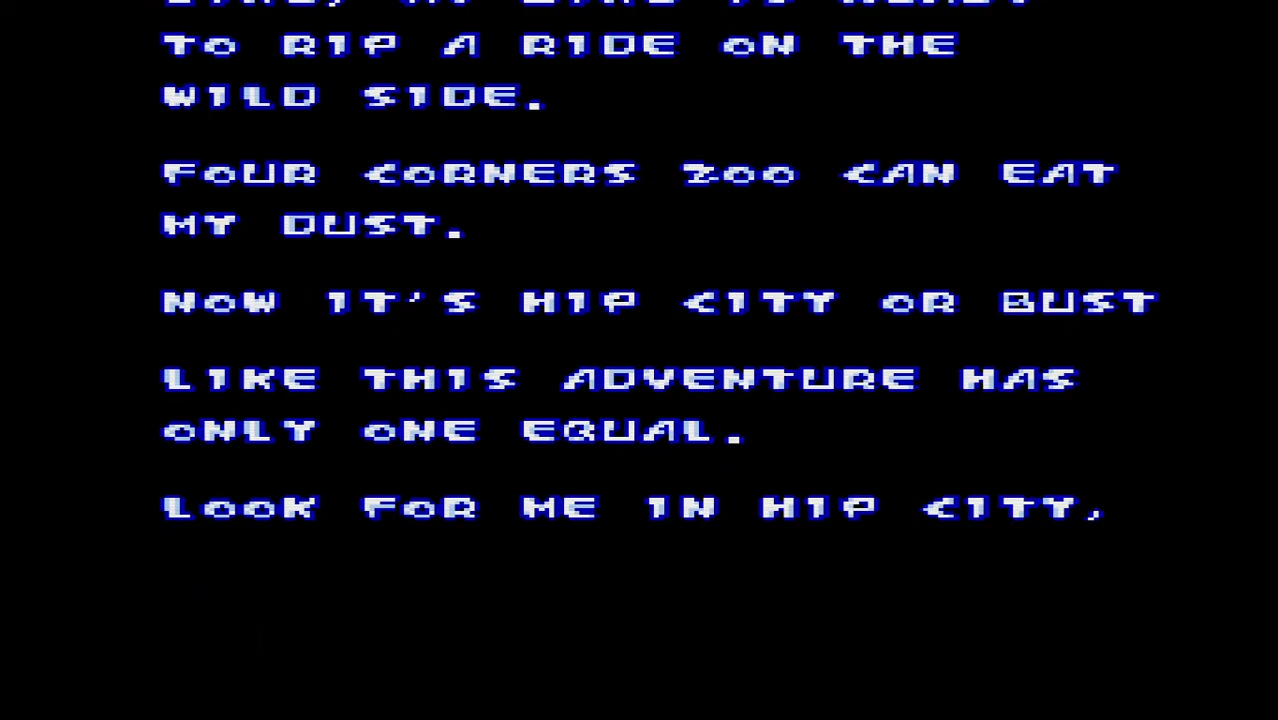 TO RIP A RIDE ON THE
WILD SIDE.
FOUR CORNERS ZOO CAN EAT
MY DUST.
NOW IT'S HIP CITY OR BUST
LIKE THIS ADVENTURE HAS
ONLY ONE EQUAL.
LOOK FOR ME IN HIP CITY,